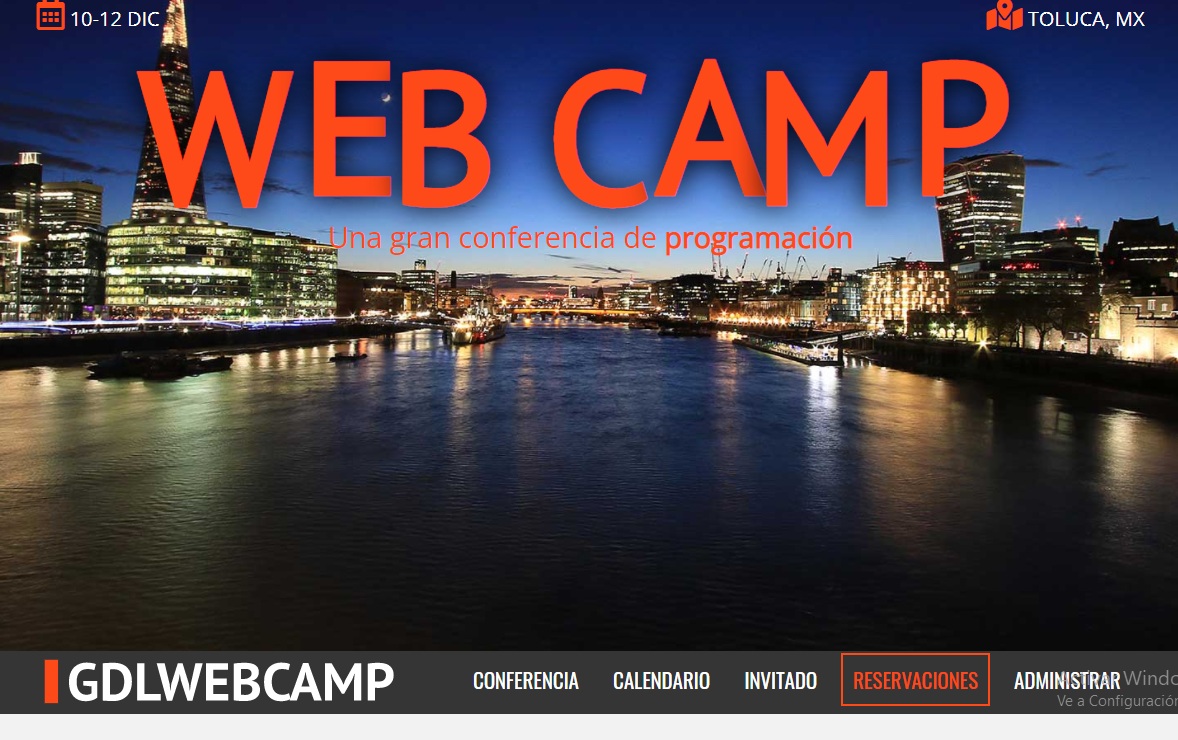 10-12 DIC
TOLUCA, MX
WEB CAMP
Una gran conferencia de programación
GDLWEBCAMP
CONFERENCIA CALENDARIO INVITADO RESERVACIONES ADMINISTRAR
Ve a Configuración